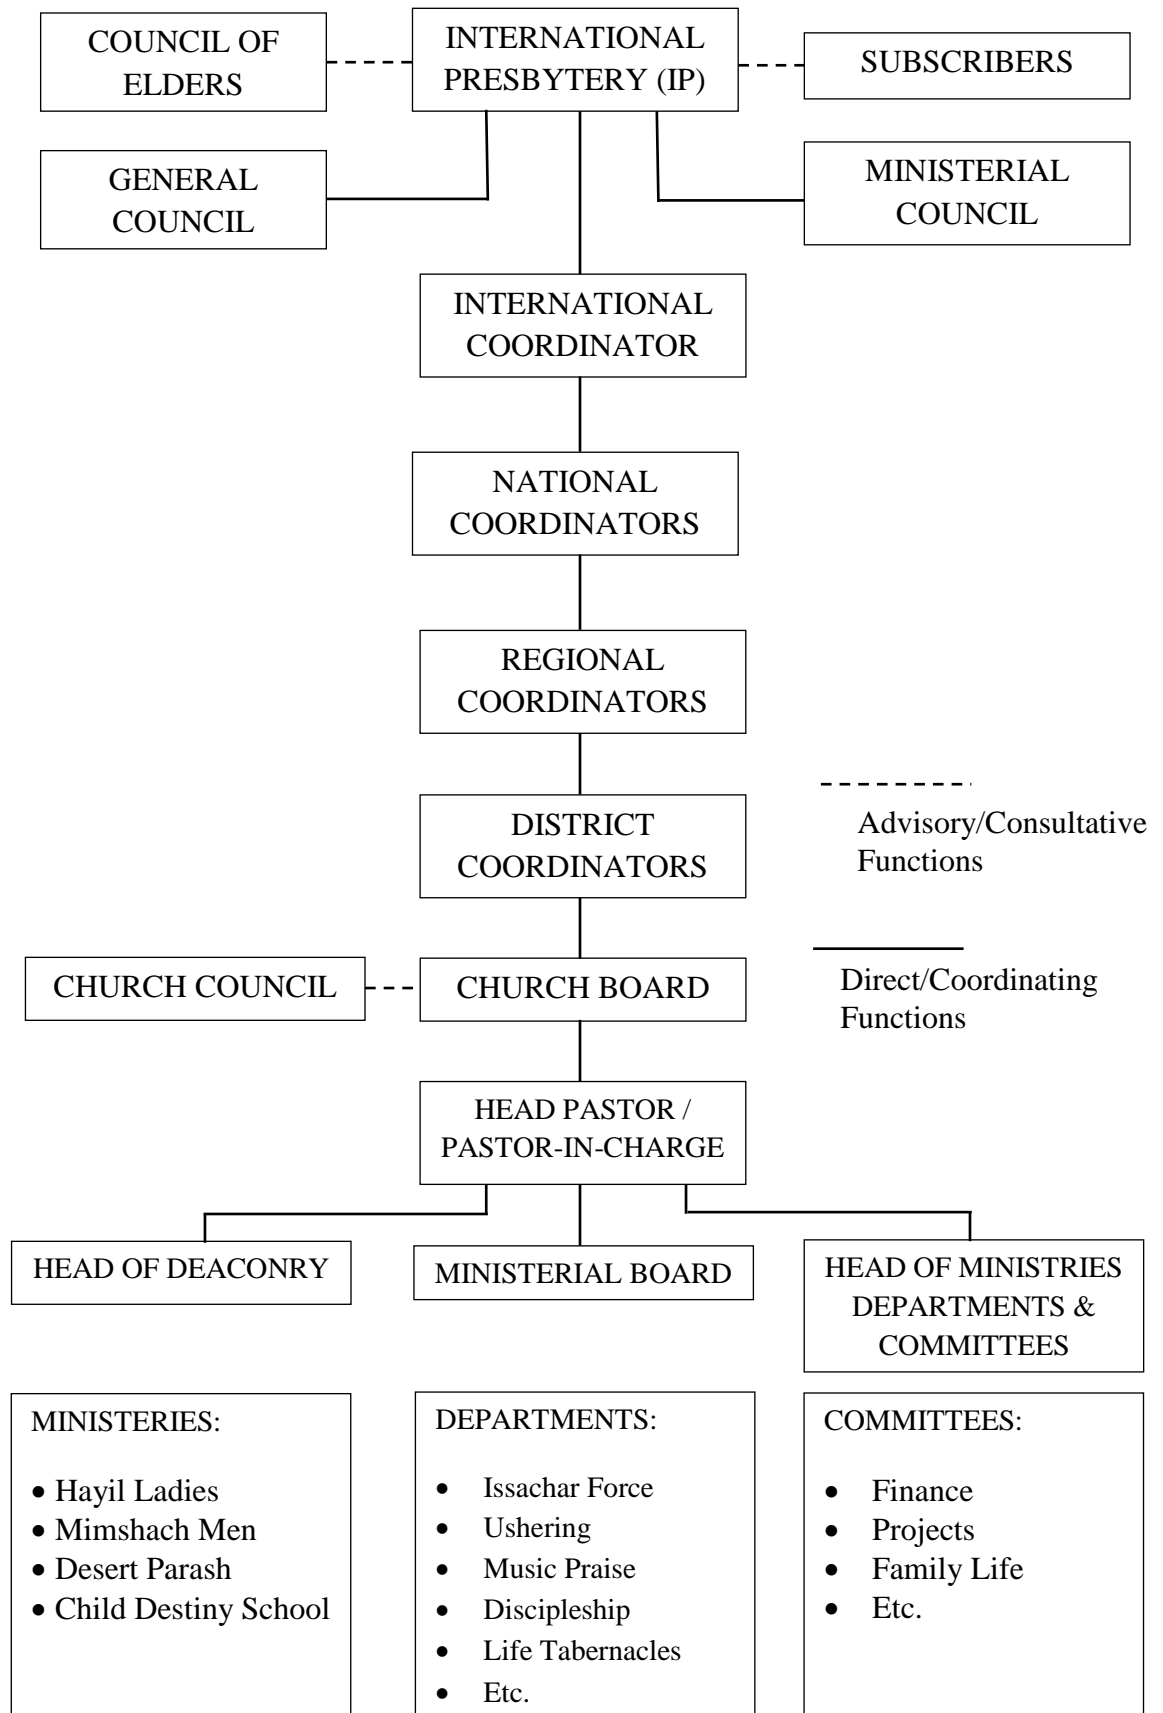 COUNCIL OF
ELDERS
INTERNATIONAL
PRESBYTERY (IP)
SUBSCRIBERS
GENERAL
COUNCIL
MINISTERIAL
COUNCIL
INTERNATIONAL
COORDINATOR
NATIONAL
COORDINATORS
REGIONAL
COORDINATORS
DISTRICT
COORDINATORS
Advisory/Consultative
Functions
CHURCH COUNCIL
CHURCH BOARD
Direct/Coordinating
Functions
HEAD PASTOR /
PASTOR-IN-CHARGE
HEAD OF DEACONRY
MINISTERIAL BOARD
HEAD OF MINISTRIES
DEPARTMENTS &
COMMITTEES
MINISTERIES:
• Hayil Ladies
• Mimshach Men
• Desert Parash
• Child Destiny School
DEPARTMENTS:
• Issachar Force
• Ushering
• Music Praise
• Discipleship
• Life Tabernacles
• Etc.
COMMITTEES:
• Finance
• Projects
• Family Life
• Etc.